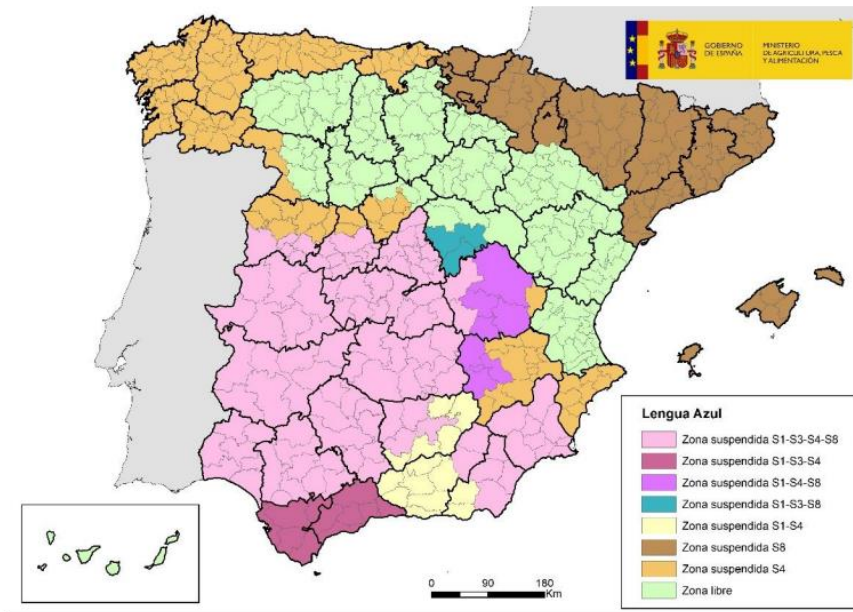 GOBIERNO
DE ESPAÑA
MINISTERIO
DE AGRICULTURA, PESCA
Y ALIMENTACIÓN
Lengua Azul
Zona suspendida S1-S3-S4-S8
Zona suspendida S1-S3-S4
Zona suspendida S1-S4-S8
Zona suspendida S1-S3-S8
Zona suspendida S1-S4
Zona suspendida S8
Zona suspendida S4
Zona libre
0 90 180
Km